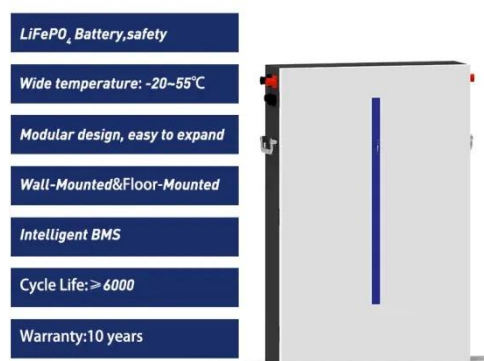 LiFePO₄ Battery,safety
Wide temperature: -20~55℃
Modular design, easy to expand
Wall-Mounted&Floor-Mounted
Intelligent BMS
Cycle Life:≥6000
Warranty:10 years